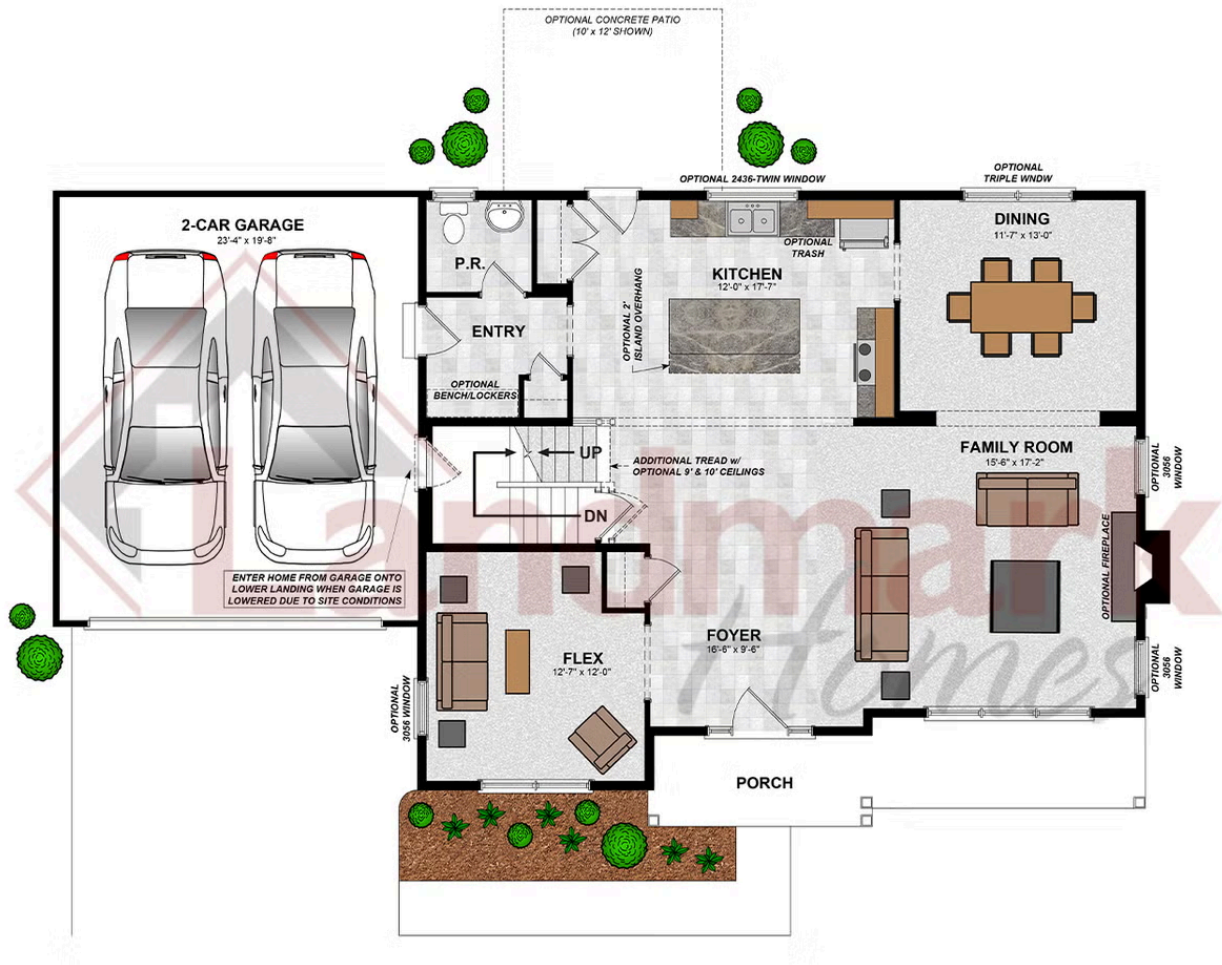 OPTIONAL CONCRETE PATIO
(10' x 12' SHOWN)
OPTIONAL 2436-TWIN WINDOW
OPTIONAL
TRIPLE WNDW
2-CAR GARAGE
23'-4" x 19'-8"
P.R.
OPTIONAL
TRASH
DINING
11'-7" x 13'-0"
KITCHEN
12'-0" x 17'-7"
ENTRY
OPTIONAL 2'
ISLAND OVERHANG
OPTIONAL
BENCH/LOCKERS
UP
ADDITIONAL TREAD w/
OPTIONAL 9' & 10' CEILINGS
FAMILY ROOM
15'-6" x 17'-2"
OPTIONAL
3056
WINDOW
DN
OPTIONAL FIREPLACE
ENTER HOME FROM GARAGE ONTO
LOWER LANDING WHEN GARAGE IS
LOWERED DUE TO SITE CONDITIONS
Landmark
Homes
FOYER
16'-6" x 9'-6"
FLEX
12'-7" x 12'-0"
OPTIONAL
3056 WINDOW
OPTIONAL
3056
WINDOW
PORCH